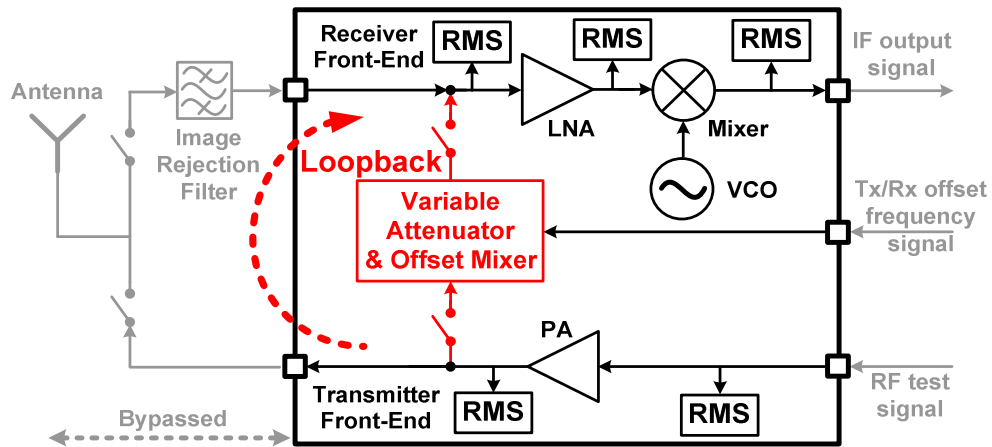 Receiver
Front-End
RMS
RMS
RMS
IF output
signal
Antenna
Image
Rejection
Filter
LNA
Mixer
Loopback
VCO
Variable
Attenuator
& Offset Mixer
Tx/Rx offset
frequency
signal
PA
Transmitter
Front-End
RMS
RMS
RF test
signal
Bypassed